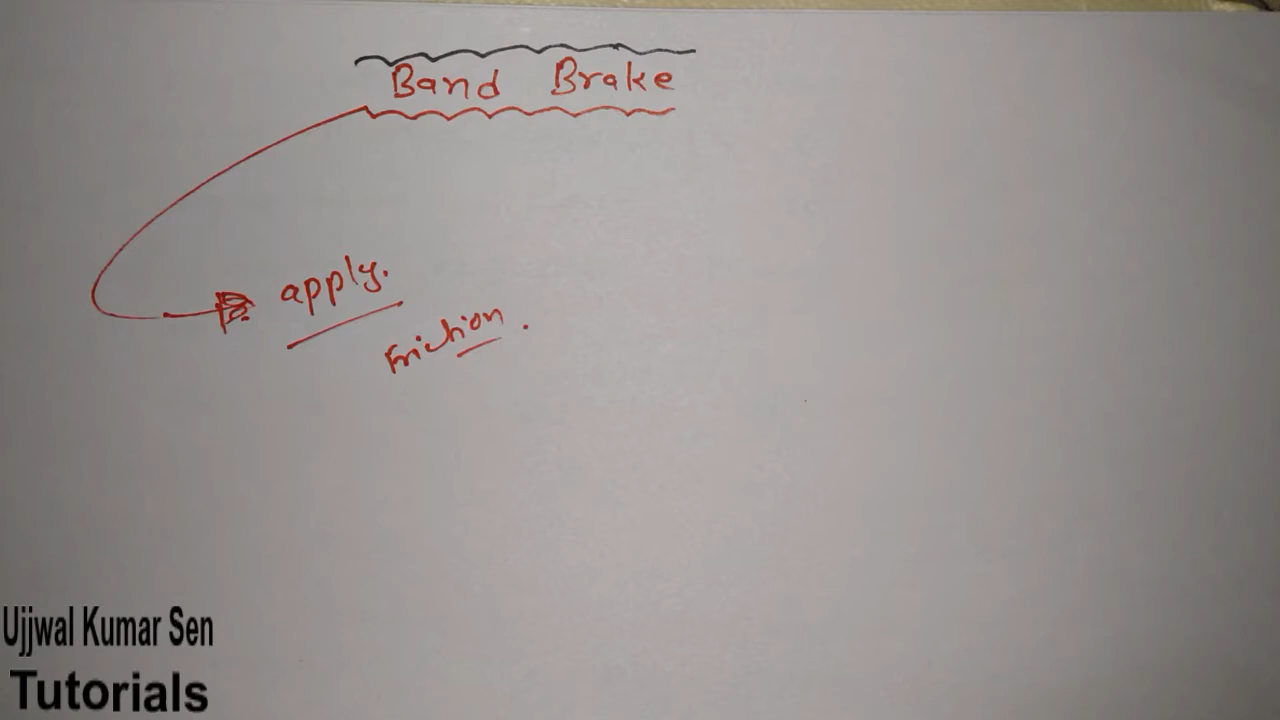 Band Brake
apply.
Friction.
Ujjwal Kumar Sen
Tutorials